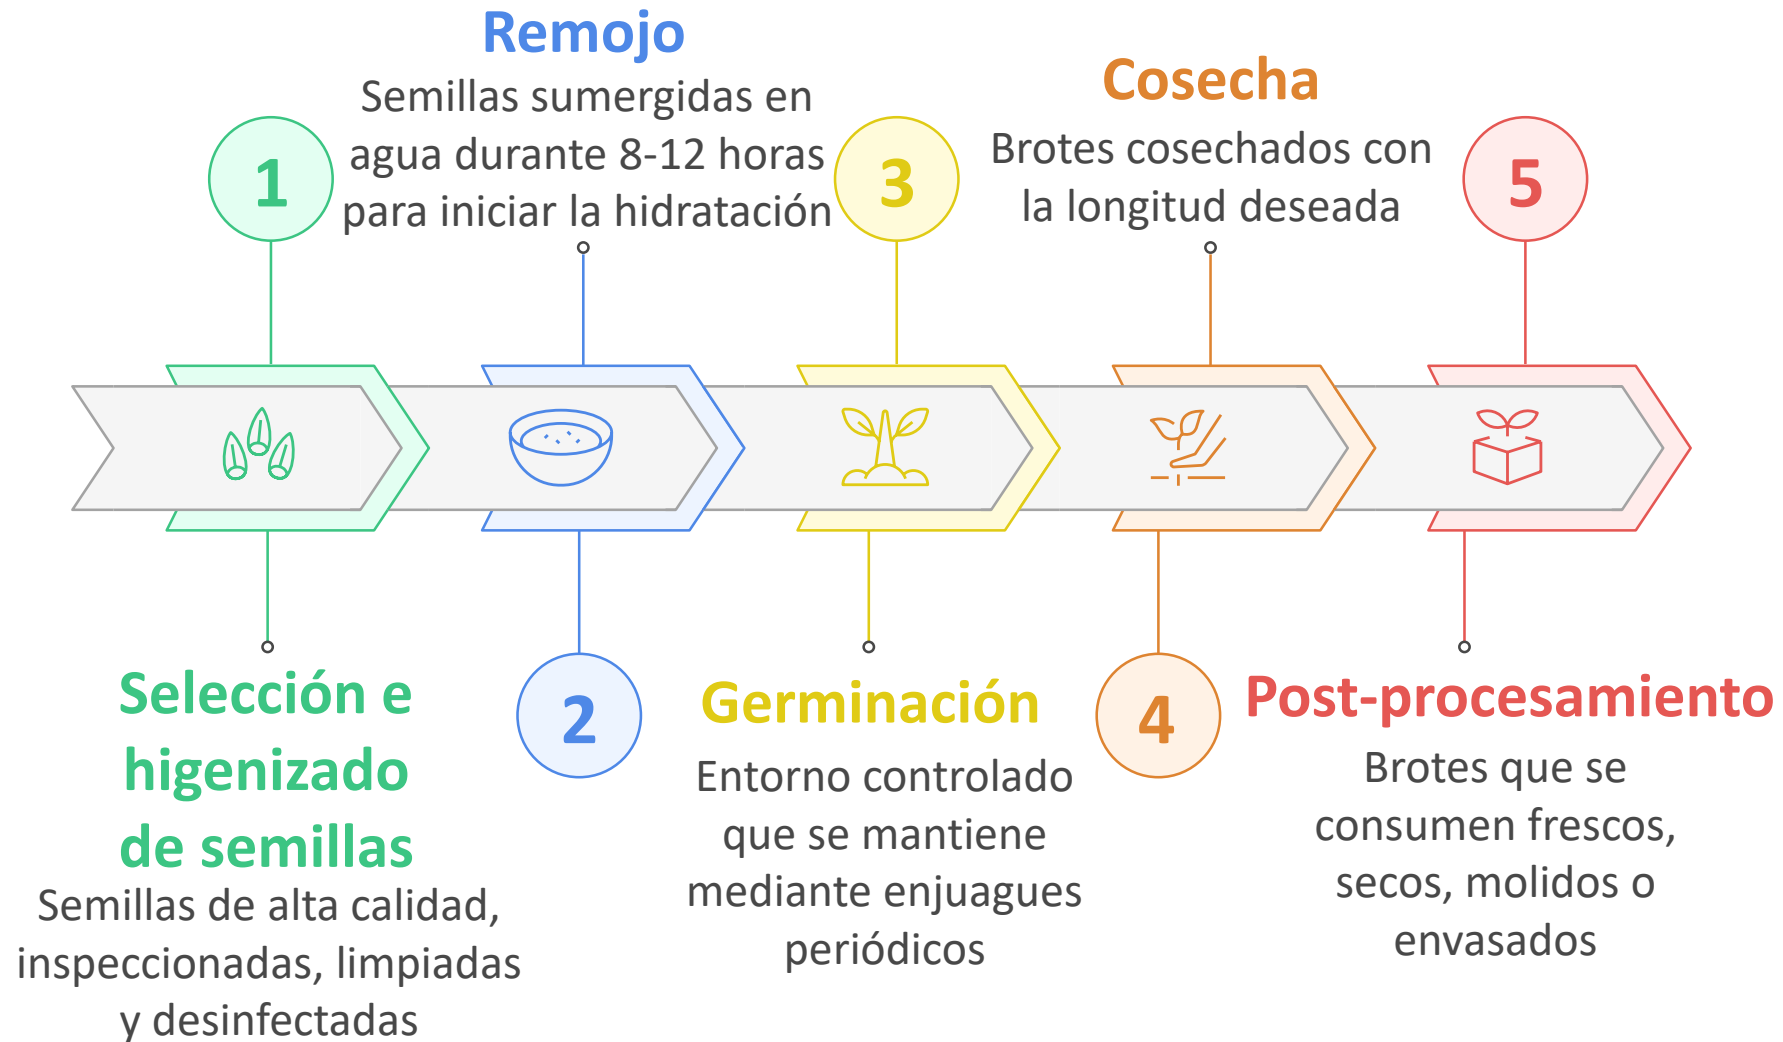 1
Selección e
higenizado
de semillas
Semillas de alta calidad,
inspeccionadas, limpiadas
y desinfectadas
Remojo
Semillas sumergidas en
agua durante 8-12 horas
para iniciar la hidratación
2
3
Germinación
Entorno controlado
que se mantiene
mediante enjuagues
periódicos
Cosecha
Brotes cosechados con
la longitud deseada
4
5
Post-procesamiento
Brotes que se
consumen frescos,
secos, molidos o
envasados